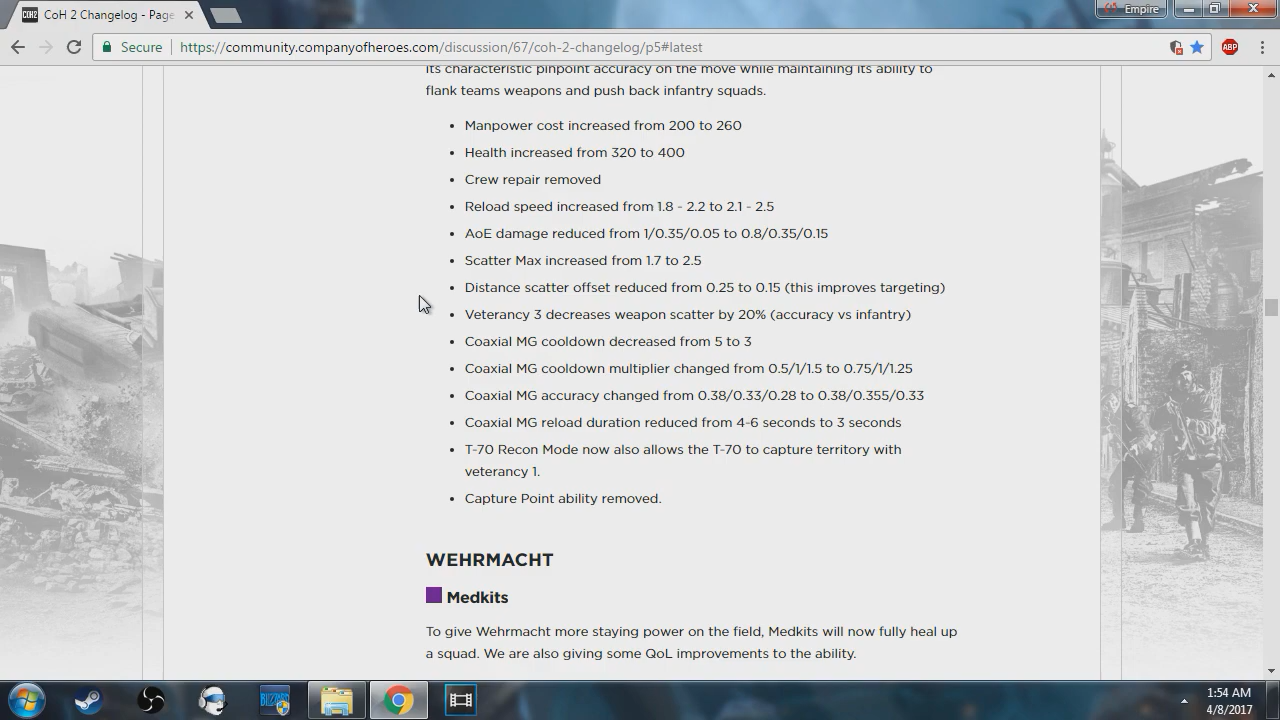 CoH 2 Changelog - Page
Empire
Secure
https://community.companyofheroes.com/discussion/67/coh-2-changelog/p5#latest
ABP
its characteristic pinpoint accuracy on the move while maintaining its ability to
flank teams weapons and push back infantry squads.
• Manpower cost increased from 200 to 260
• Health increased from 320 to 400
• Crew repair removed
• Reload speed increased from 1.8 - 2.2 to 2.1 - 2.5
• AoE damage reduced from 1/0.35/0.05 to 0.8/0.35/0.15
• Scatter Max increased from 1.7 to 2.5
• Distance scatter offset reduced from 0.25 to 0.15 (this improves targeting)
• Veterancy 3 decreases weapon scatter by 20% (accuracy vs infantry)
• Coaxial MG cooldown decreased from 5 to 3
• Coaxial MG cooldown multiplier changed from 0.5/1/1.5 to 0.75/1/1.25
• Coaxial MG accuracy changed from 0.38/0.33/0.28 to 0.38/0.355/0.33
• Coaxial MG reload duration reduced from 4-6 seconds to 3 seconds
• T-70 Recon Mode now also allows the T-70 to capture territory with
veterancy 1.
• Capture Point ability removed.
WEHRMACHT
Medkits
To give Wehrmacht more staying power on the field, Medkits will now fully heal up
a squad. We are also giving some QoL improvements to the ability.
BLIZZARD
1:54 AM
4/8/2017